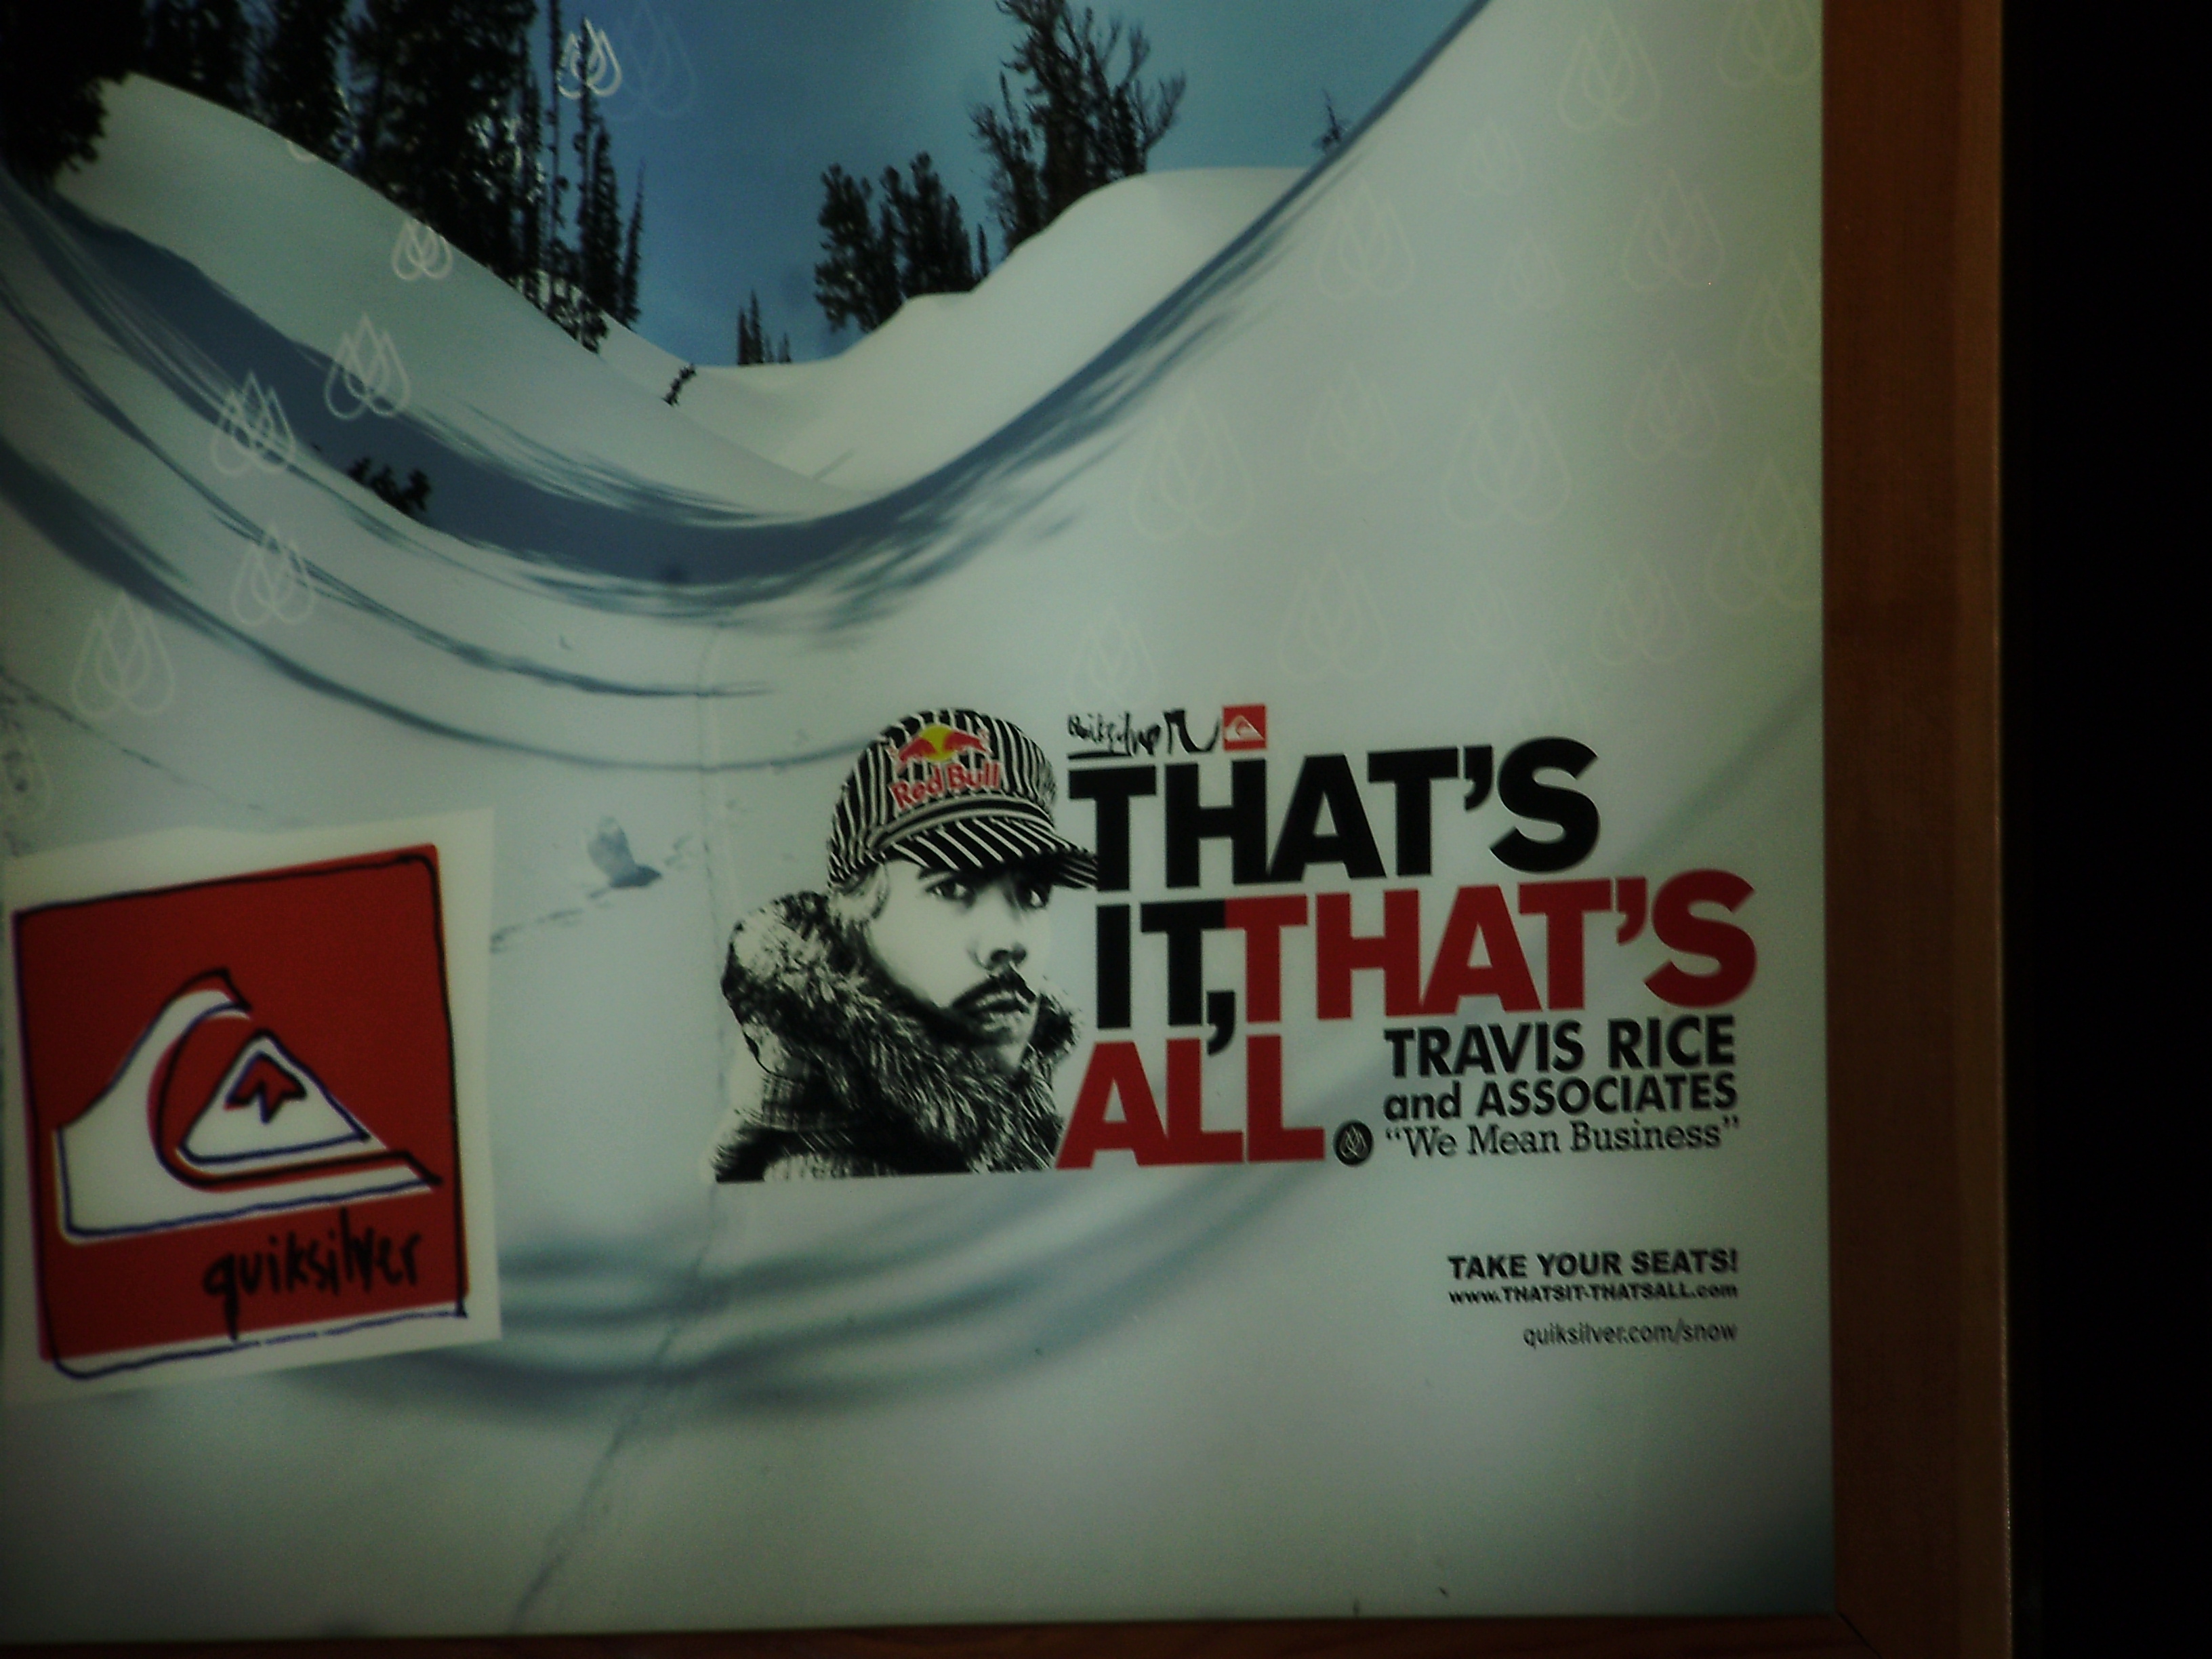 Quiksilver
Red Bull
THAT'S
IT, THAT'S
ALL.
TRAVIS RICE
and ASSOCIATES
"We Mean Business"
quiksilver
TAKE YOUR SEATS!
www.THATSIT-THATSALL.com
quiksilver.com/snow